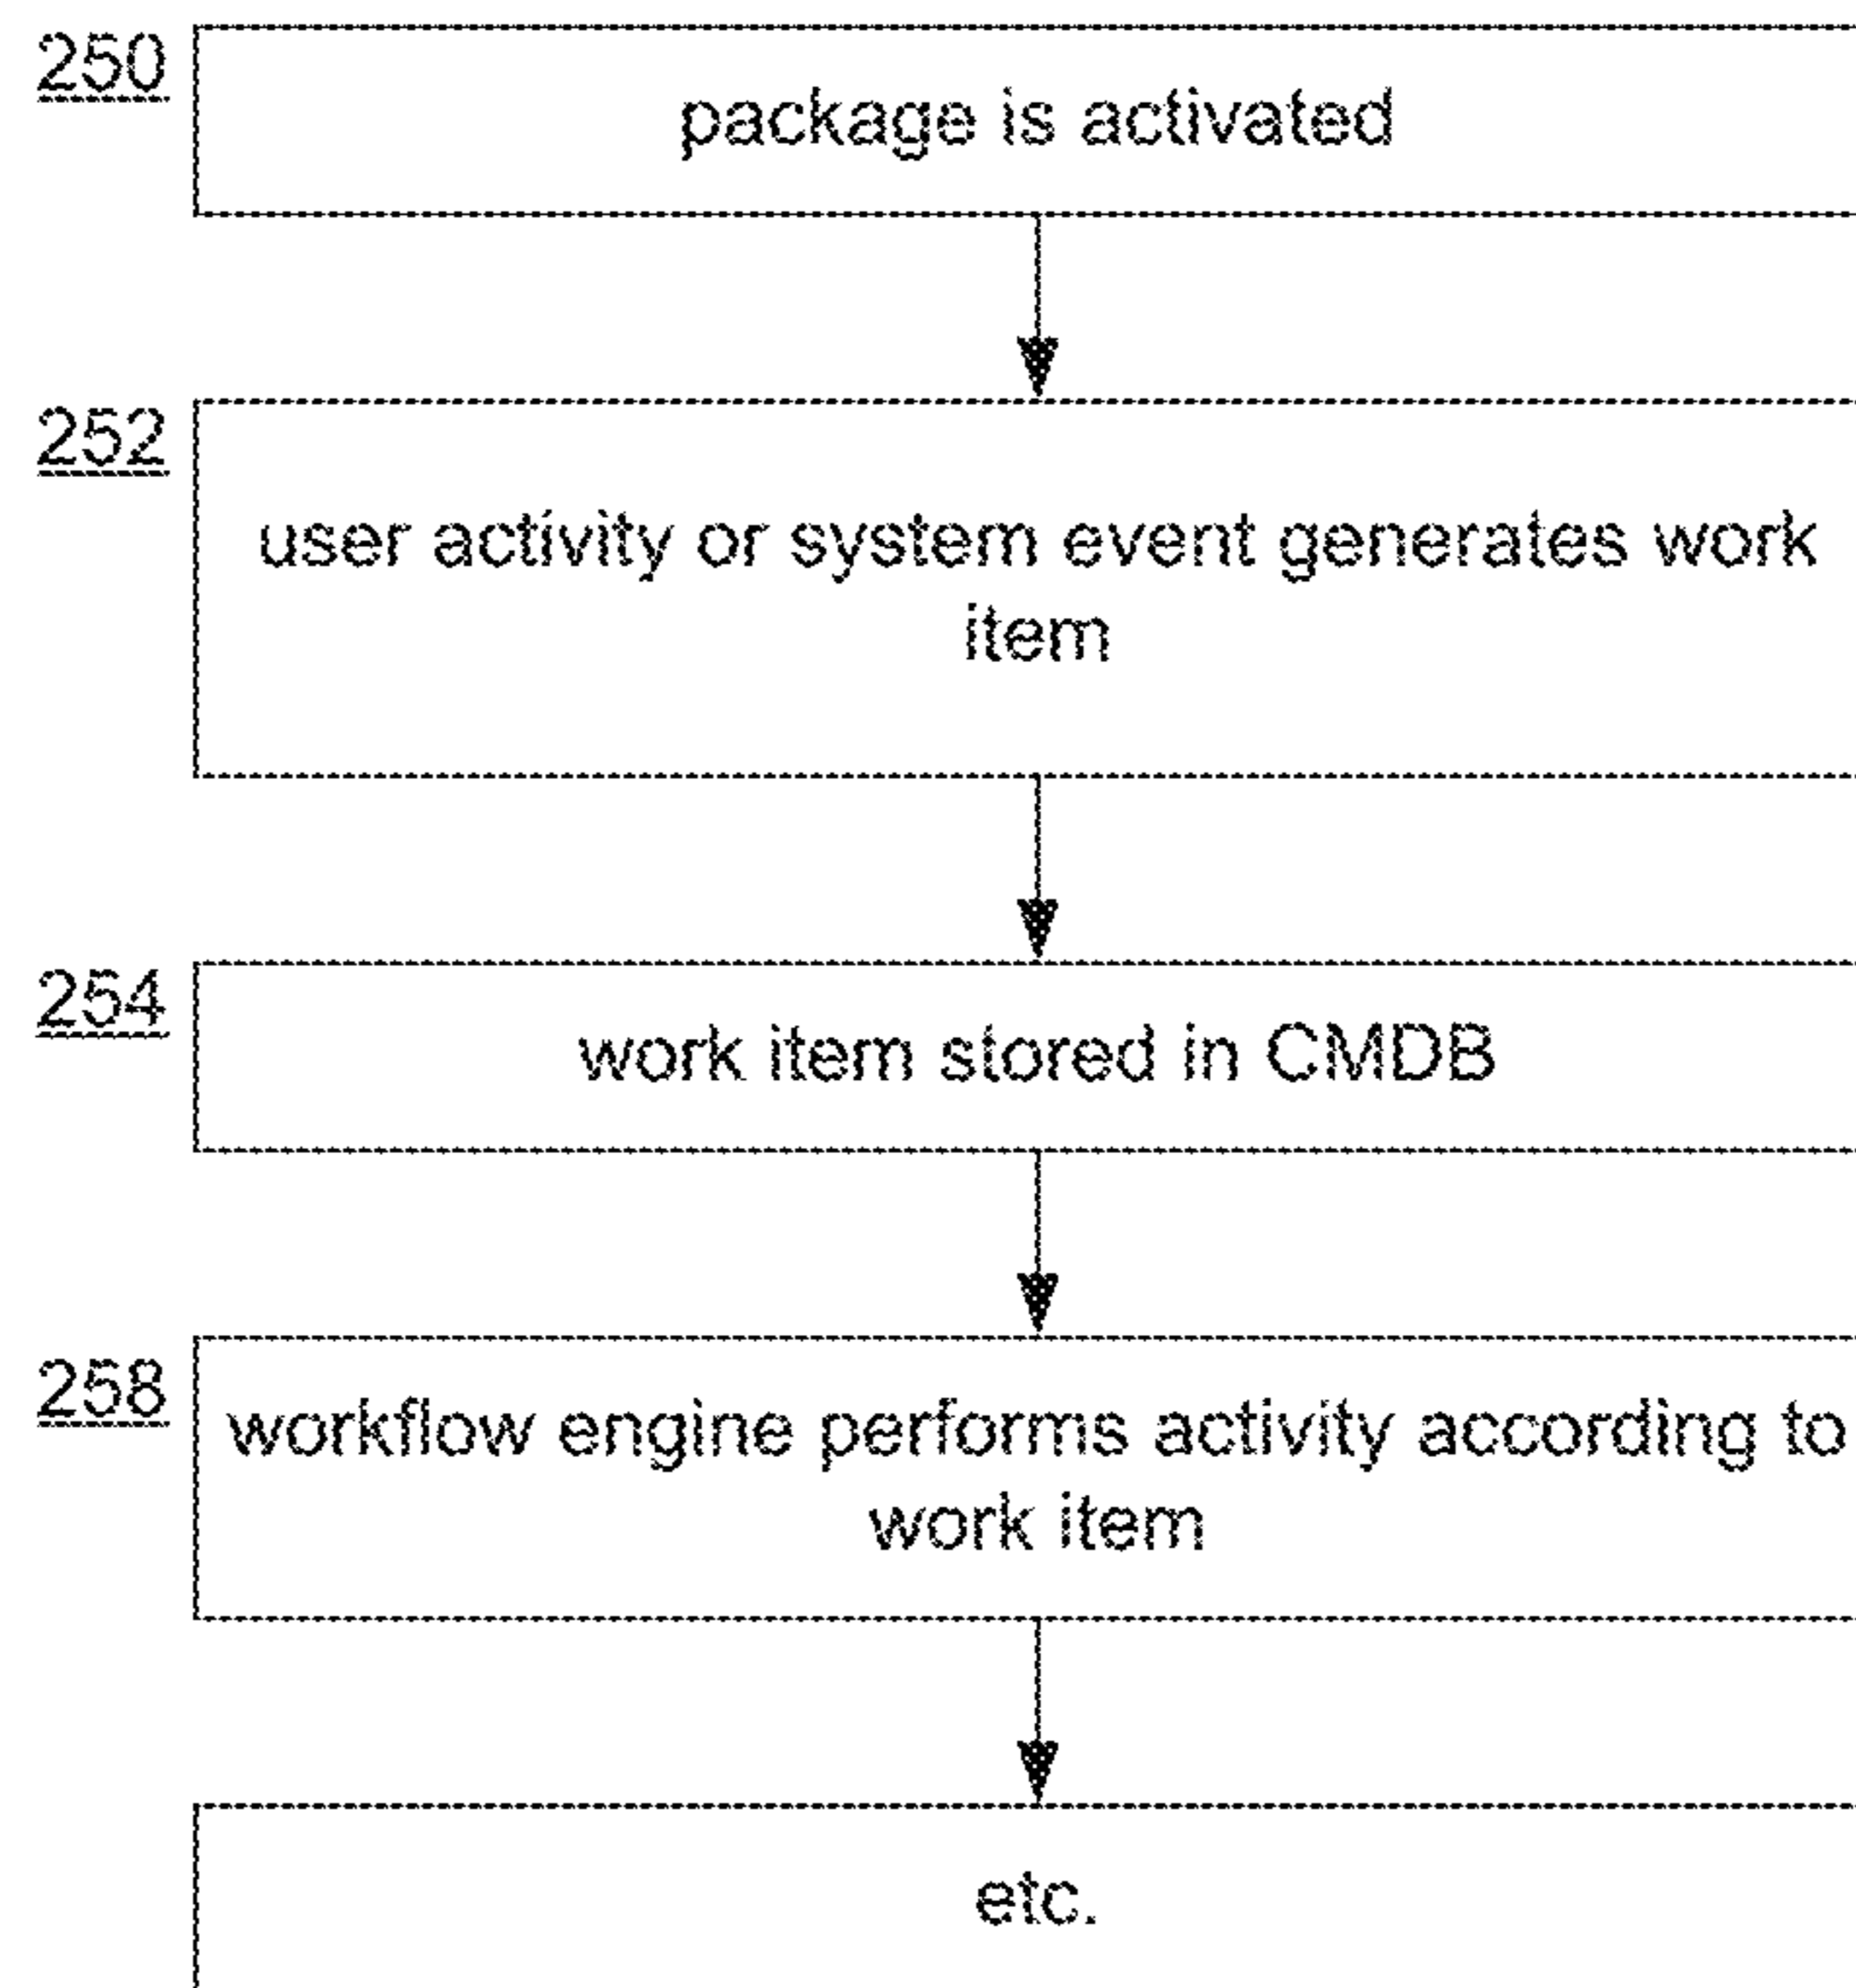 250
package is activated
252
user activity or system event generates work
item
254
work item stored in CMDB
258
workflow engine performs activity according to
work item
etc.